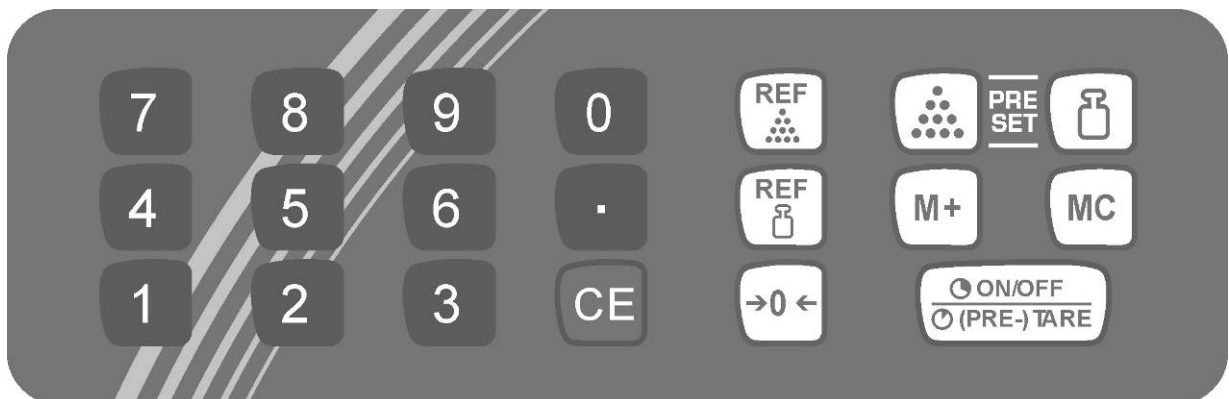 7 8 9 0 REF PRE SET
4 5 6 . REF M+ MC
1 2 3 CE →0← ON/OFF
(PRE-) TARE